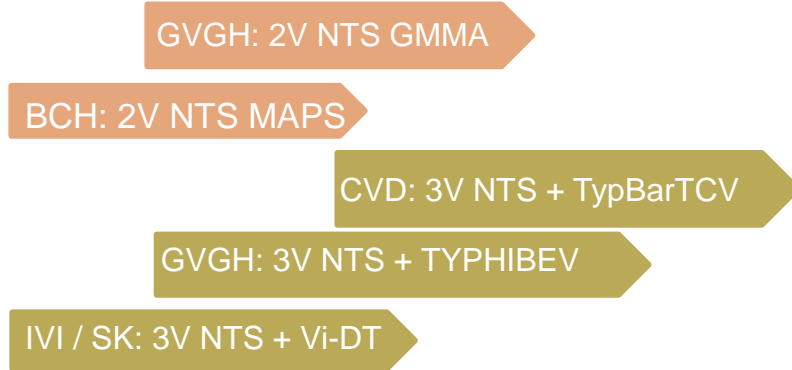 GVGH: 2V NTS GMMA
BCH: 2V NTS MAPS
CVD: 3V NTS + TypBarTCV
GVGH: 3V NTS + TYPHIBEV
IVI / SK: 3V NTS + Vi-DT